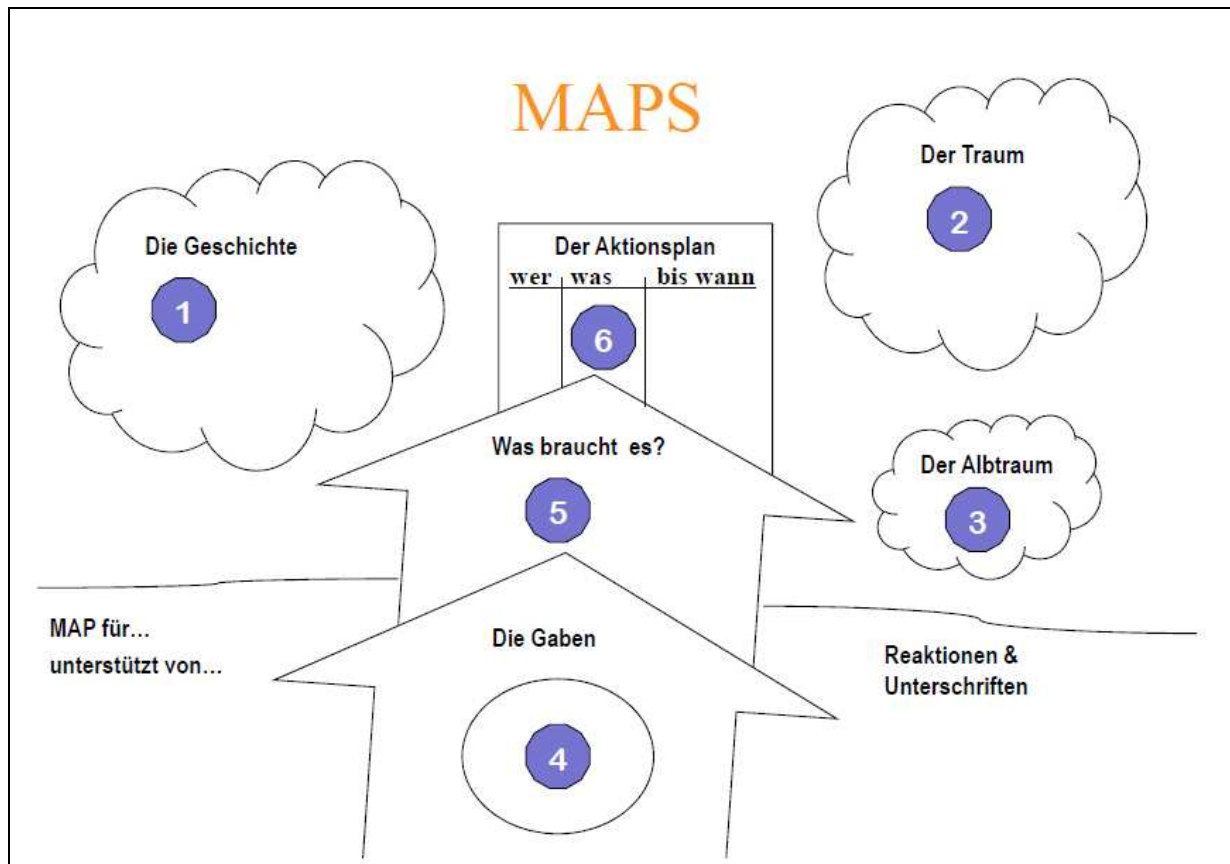 MAPS
Die Geschichte
1
Der Traum
2
Der Aktionsplan
wer was bis wann
6
Was braucht es?
5
Der Albtraum
3
MAP für…
unterstützt von…
Die Gaben
4
Reaktionen &
Unterschriften